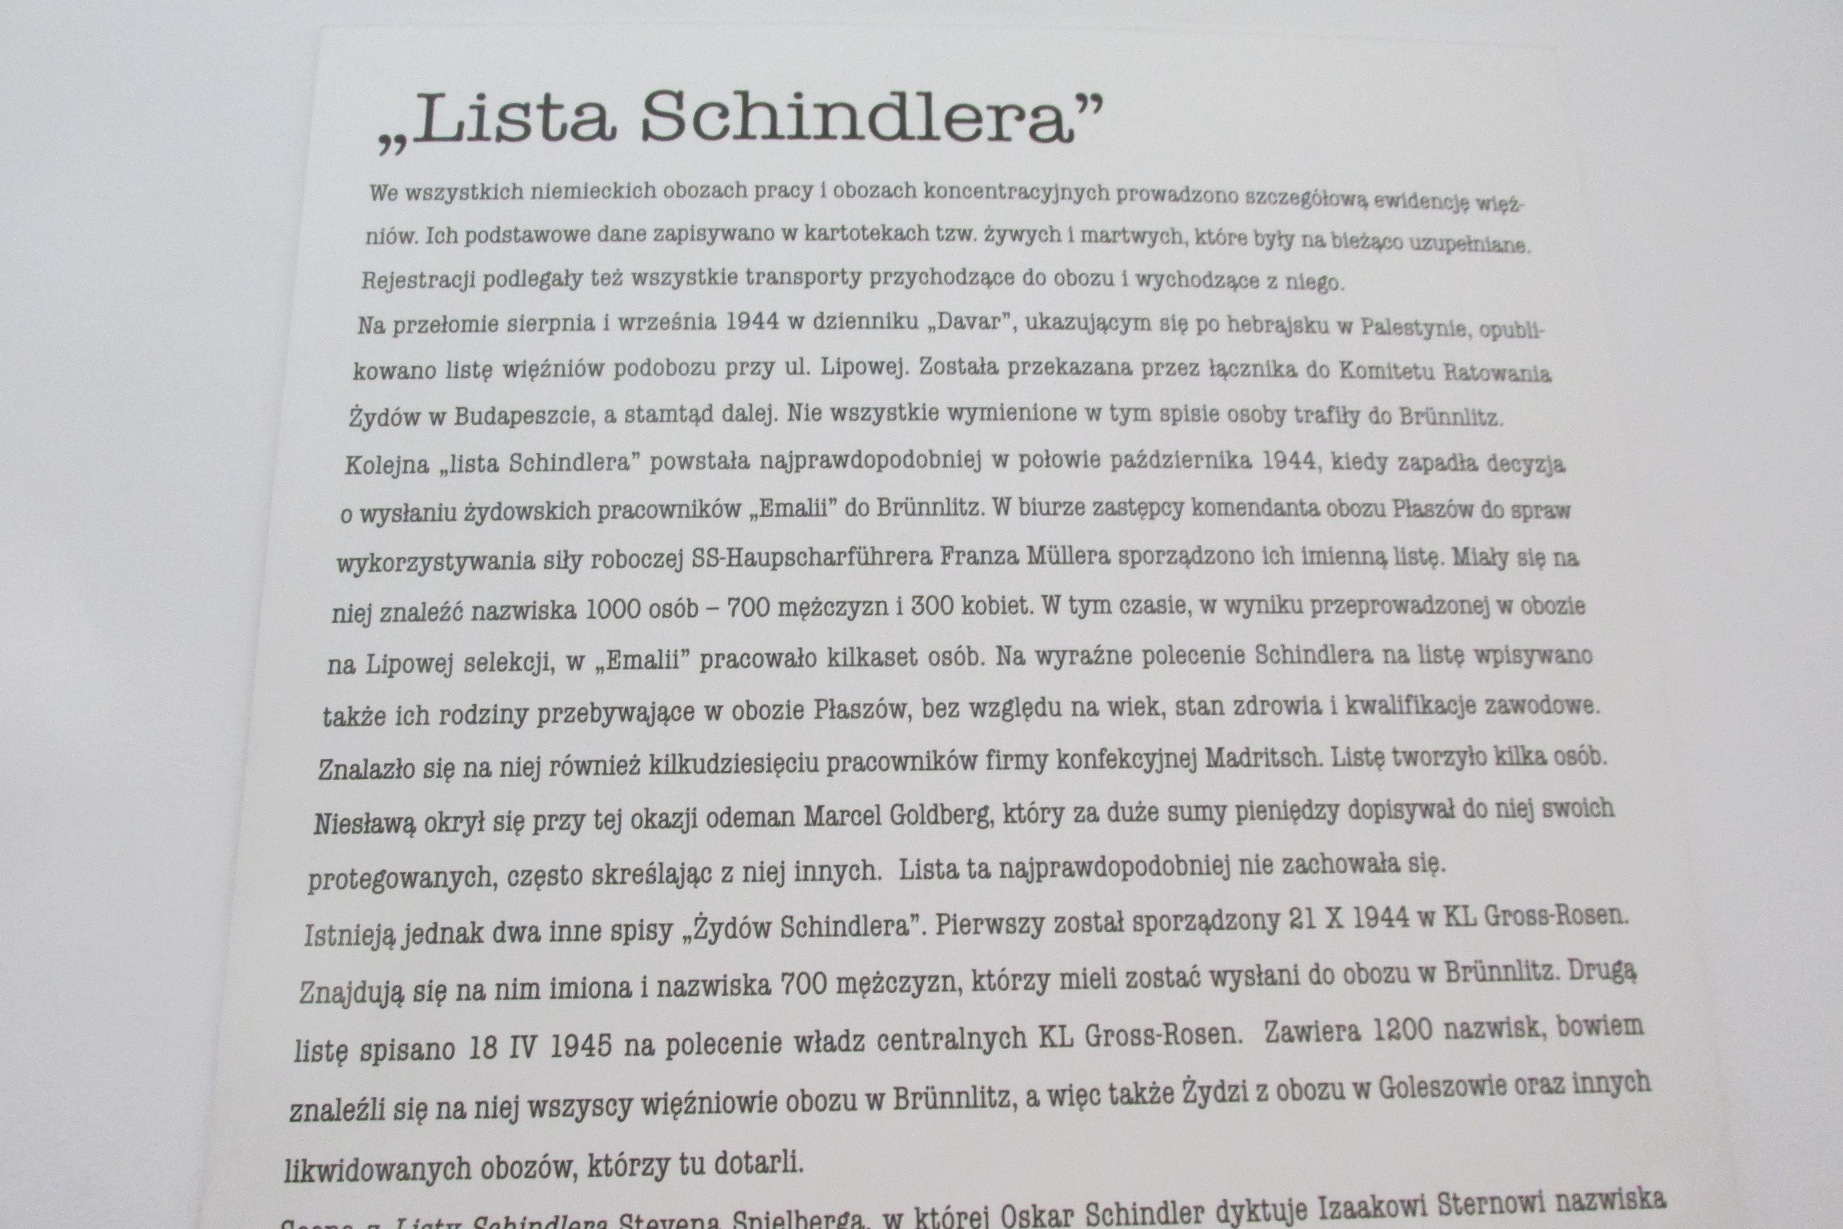 „Lista Schindlera”
We wszystkich niemieckich obozach pracy i obozach koncentracyjnych prowadzono szczegółową ewidencję więź-
niów. Ich podstawowe dane zapisywano w kartotekach tzw. żywych i martwych, które były na bieżąco uzupełniane.
Rejestracji podlegały też wszystkie transporty przychodzące do obozu i wychodzące z niego.
Na przełomie sierpnia i września 1944 w dzienniku „Davar”, ukazującym się po hebrajsku w Palestynie, opubli-
kowano listę więźniów podobozu przy ul. Lipowej. Została przekazana przez łącznika do Komitetu Ratowania
Żydów w Budapeszcie, a stamtąd dalej. Nie wszystkie wymienione w tym spisie osoby trafiły do Brünnlitz.
Kolejna „lista Schindlera” powstała najprawdopodobniej w połowie października 1944, kiedy zapadła decyzja
o wysłaniu żydowskich pracowników „Emalii” do Brünnlitz. W biurze zastępcy komendanta obozu Płaszów do spraw
wykorzystywania siły roboczej SS-Haupscharführera Franza Müllera sporządzono ich imienną listę. Miały się na
niej znaleźć nazwiska 1000 osób – 700 mężczyzn i 300 kobiet. W tym czasie, w wyniku przeprowadzonej w obozie
na Lipowej selekcji, w „Emalii” pracowało kilkaset osób. Na wyraźne polecenie Schindlera na listę wpisywano
także ich rodziny przebywające w obozie Płaszów, bez względu na wiek, stan zdrowia i kwalifikacje zawodowe.
Znalazło się na niej również kilkudziesięciu pracowników firmy konfekcyjnej Madritsch. Listę tworzyło kilka osób.
Niesławą okrył się przy tej okazji odeman Marcel Goldberg, który za duże sumy pieniędzy dopisywał do niej swoich
protegowanych, często skreślając z niej innych. Lista ta najprawdopodobniej nie zachowała się.
Istnieją jednak dwa inne spisy „Żydów Schindlera”. Pierwszy został sporządzony 21 X 1944 w KL Gross-Rosen.
Znajdują się na nim imiona i nazwiska 700 mężczyzn, którzy mieli zostać wysłani do obozu w Brünnlitz. Drugą
listę spisano 18 IV 1945 na polecenie władz centralnych KL Gross-Rosen. Zawiera 1200 nazwisk, bowiem
znaleźli się na niej wszyscy więźniowie obozu w Brünnlitz, a więc także Żydzi z obozu w Goleszowie oraz innych
likwidowanych obozów, którzy tu dotarli.
Scena z Listy Schindlera Stevena Spielberga, w której Oskar Schindler dyktuje Izaakowi Sternowi nazwiska